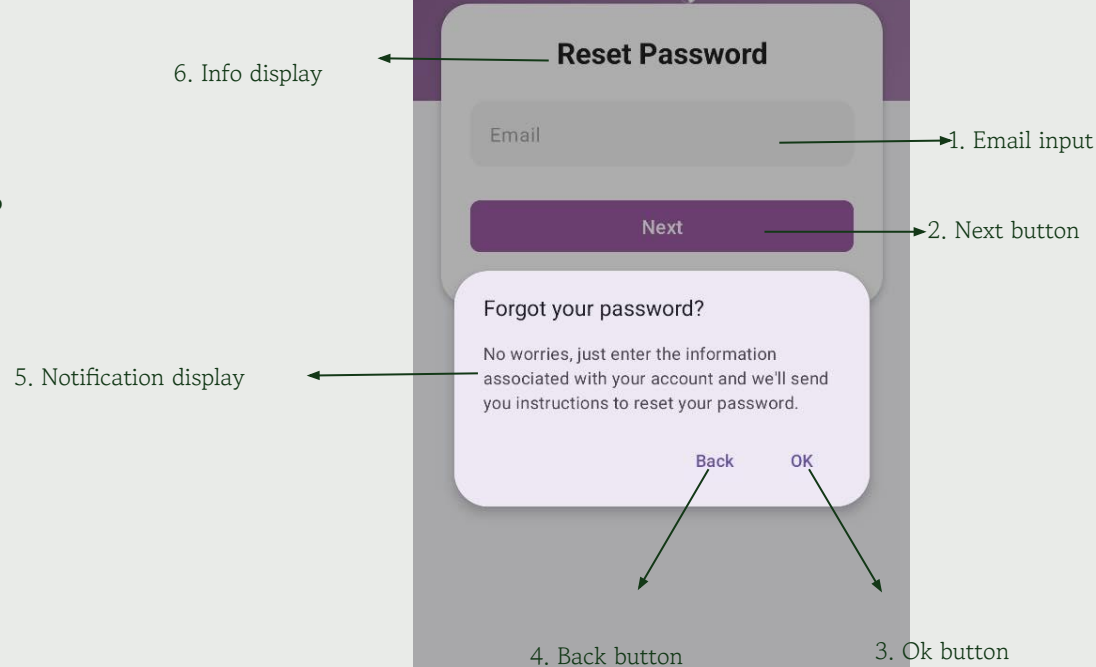 Reset Password
6. Info display
Email
1. Email input
Next
2. Next button
Forgot your password?
No worries, just enter the information
associated with your account and we'll send
you instructions to reset your password.
5. Notification display
Back OK
4. Back button
3. Ok button